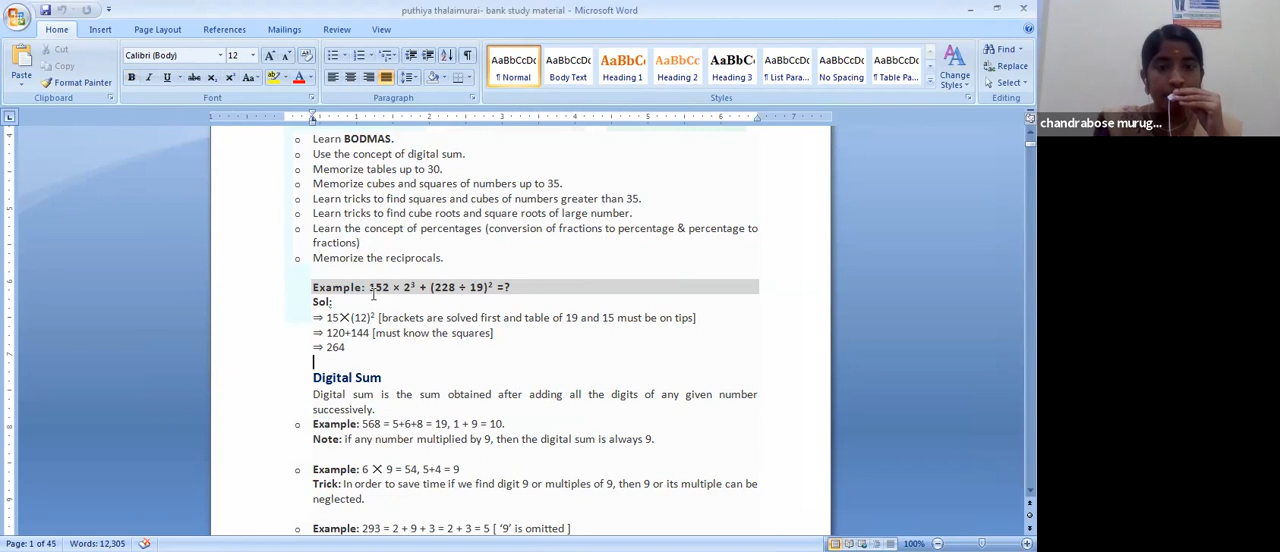 puthiya thalaimurai- bank study material - Microsoft Word
Home
Insert
Page Layout
References
Mailings
Review
View
Paste
Cut
Copy
Format Painter
Clipboard
Calibri (Body)
12
Font
Paragraph
AaBbCcDc
¶ Normal
AaBbCcDc
Body Text
AaBbCc
Heading 1
AaBbCc
Heading 2
AaBbC
Heading 3
AaBbCcDc
¶ List Para...
AaBbCcDc
No Spacing
AaBbCcDc
¶ Table Pa...
Change
Styles
Styles
Find
Replace
Select
Editing
chandrabose murug...
o Learn BODMAS.
o Use the concept of digital sum.
o Memorize tables up to 30.
o Memorize cubes and squares of numbers up to 35.
o Learn tricks to find squares and cubes of numbers greater than 35.
o Learn tricks to find cube roots and square roots of large number.
o Learn the concept of percentages (conversion of fractions to percentage & percentage to
fractions)
o Memorize the reciprocals.
Example: 152 × 2³ + (228 ÷ 19)² =?
Sol:
⇒ 15×(12)² [brackets are solved first and table of 19 and 15 must be on tips]
⇒ 120+144 [must know the squares]
⇒ 264
Digital Sum
Digital sum is the sum obtained after adding all the digits of any given number
successively.
o Example: 568 = 5+6+8 = 19, 1 + 9 = 10.
Note: if any number multiplied by 9, then the digital sum is always 9.
o Example: 6 × 9 = 54, 5+4 = 9
Trick: In order to save time if we find digit 9 or multiples of 9, then 9 or its multiple can be
neglected.
o Example: 293 = 2 + 9 + 3 = 2 + 3 = 5 [ ‘9’ is omitted ]
Page: 1 of 45
Words: 12,305
100%